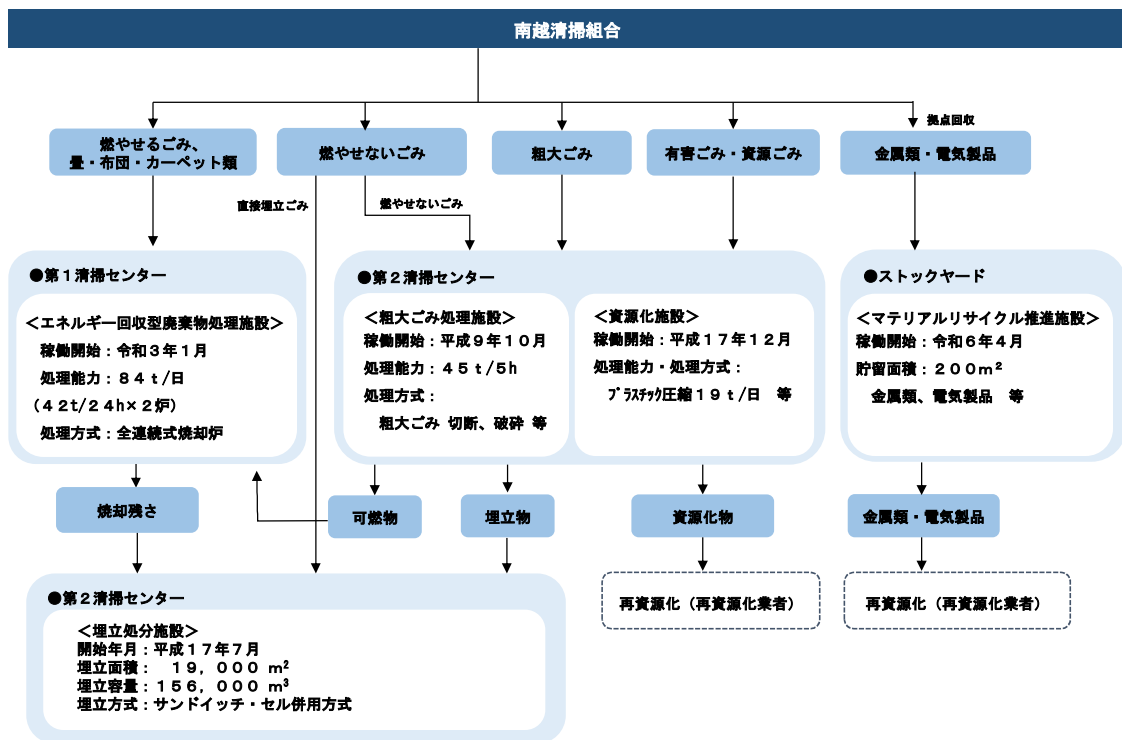 南越清掃組合
拠点回収
燃やせるごみ、
畳・布団・カーペット類
燃やせないごみ
粗大ごみ
有害ごみ・資源ごみ
金属類・電気製品
直接埋立ごみ
燃やせないごみ
●第１清掃センター
＜エネルギー回収型廃棄物処理施設＞
稼働開始：令和３年１月
処理能力：８４ｔ/日
（４２t/２４h×２炉）
処理方式：全連続式焼却炉
●第２清掃センター
＜粗大ごみ処理施設＞
稼働開始：平成９年１０月
処理能力：４５ｔ/５h
処理方式：
粗大ごみ 切断、破砕 等
＜資源化施設＞
稼働開始：平成１７年１２月
処理能力・処理方式：
ﾌﾟﾗｽﾁｯｸ圧縮１９ｔ/日　等
●ストックヤード
＜マテリアルリサイクル推進施設＞
稼働開始：令和６年４月
貯留面積：２００m²
金属類、電気製品　等
焼却残さ
可燃物
埋立物
資源化物
金属類・電気製品
●第２清掃センター
＜埋立処分施設＞
開始年月：平成１７年７月
埋立面積：　１９，０００ m²
埋立容量：１５６，０００ m³
埋立方式：サンドイッチ・セル併用方式
再資源化（再資源化業者）
再資源化（再資源化業者）